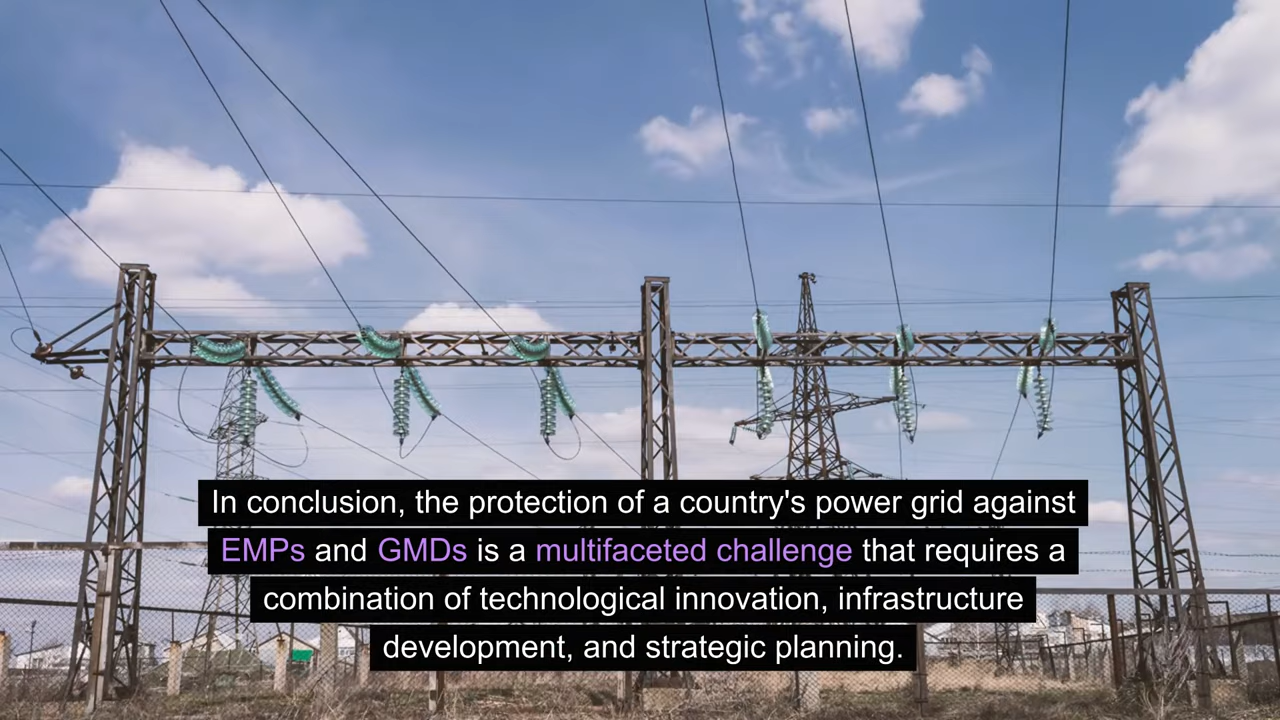 In conclusion, the protection of a country's power grid against
EMPs and GMDs is a multifaceted challenge that requires a
combination of technological innovation, infrastructure
development, and strategic planning.